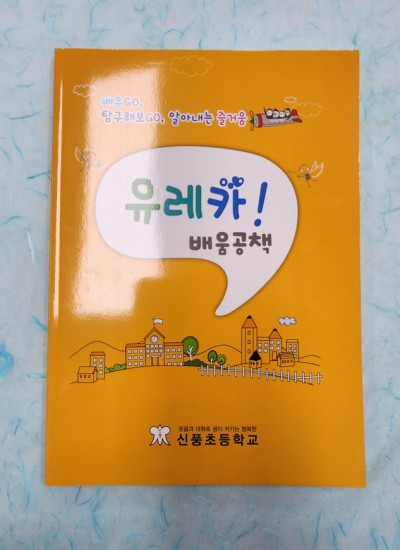 배우GO,
탐구해보GO, 알아내는 즐거움
유레카!
배움공책
웃음과 대화로 꿈이 커가는 행복한
신풍초등학교